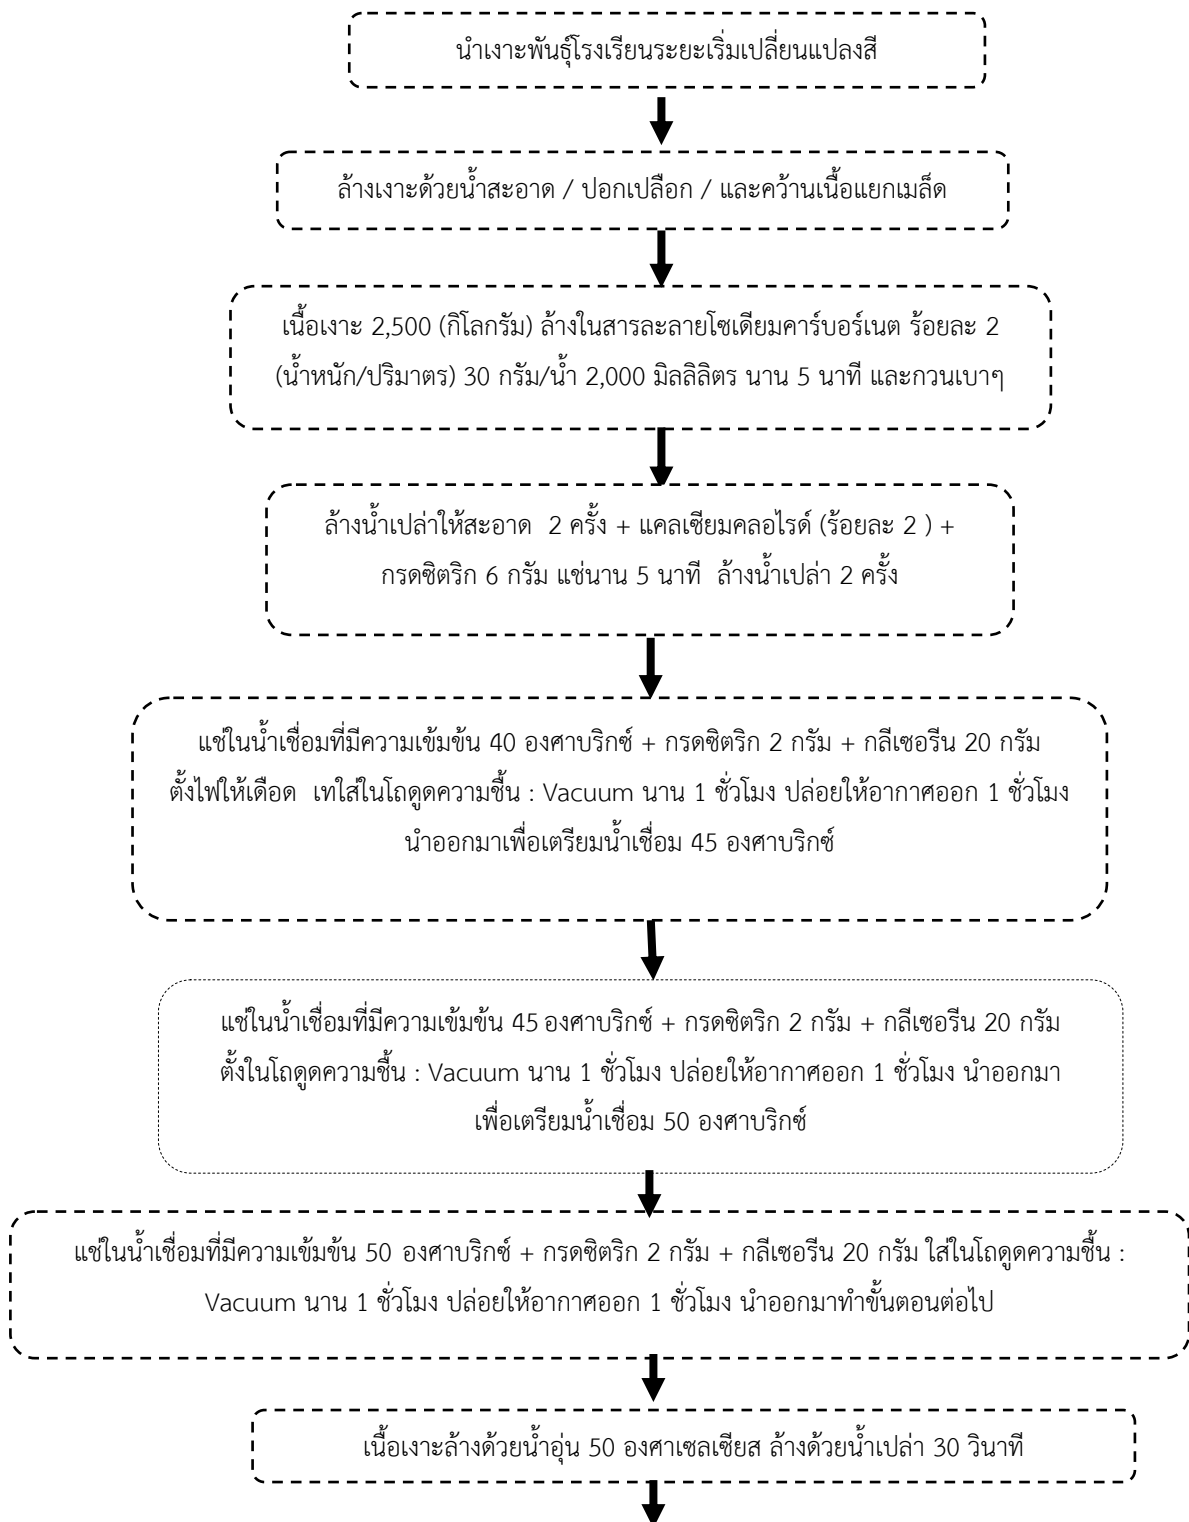 นำเงาะพันธุ์โรงเรียนระยะเริ่มเปลี่ยนแปลงสี
ล้างเงาะด้วยน้ำสะอาด / ปอกเปลือก / และคว้านเนื้อแยกเมล็ด
เนื้อเงาะ 2,500 (กิโลกรัม) ล้างในสารละลายโซเดียมคาร์บอร์เนต ร้อยละ 2
(น้ำหนัก/ปริมาตร) 30 กรัม/น้ำ 2,000 มิลลิลิตร นาน 5 นาที และกวนเบาๆ
ล้างน้ำเปล่าให้สะอาด 2 ครั้ง + แคลเซียมคลอไรด์ (ร้อยละ 2 ) +
กรดซิตริก 6 กรัม แช่นาน 5 นาที ล้างน้ำเปล่า 2 ครั้ง
แช่ในน้ำเชื่อมที่มีความเข้มข้น 40 องศาบริกซ์ + กรดซิตริก 2 กรัม + กลีเซอรีน 20 กรัม
ตั้งไฟให้เดือด เทใส่ในโถดูดความชื้น : Vacuum นาน 1 ชั่วโมง ปล่อยให้อากาศออก 1 ชั่วโมง
นำออกมาเพื่อเตรียมน้ำเชื่อม 45 องศาบริกซ์
แช่ในน้ำเชื่อมที่มีความเข้มข้น 45 องศาบริกซ์ + กรดซิตริก 2 กรัม + กลีเซอรีน 20 กรัม
ตั้งในโถดูดความชื้น : Vacuum นาน 1 ชั่วโมง ปล่อยให้อากาศออก 1 ชั่วโมง นำออกมา
เพื่อเตรียมน้ำเชื่อม 50 องศาบริกซ์
แช่ในน้ำเชื่อมที่มีความเข้มข้น 50 องศาบริกซ์ + กรดซิตริก 2 กรัม + กลีเซอรีน 20 กรัม ใส่ในโถดูดความชื้น :
Vacuum นาน 1 ชั่วโมง ปล่อยให้อากาศออก 1 ชั่วโมง นำออกมาทำขั้นตอนต่อไป
เนื้อเงาะล้างด้วยน้ำอุ่น 50 องศาเซลเซียส ล้างด้วยน้ำเปล่า 30 วินาที